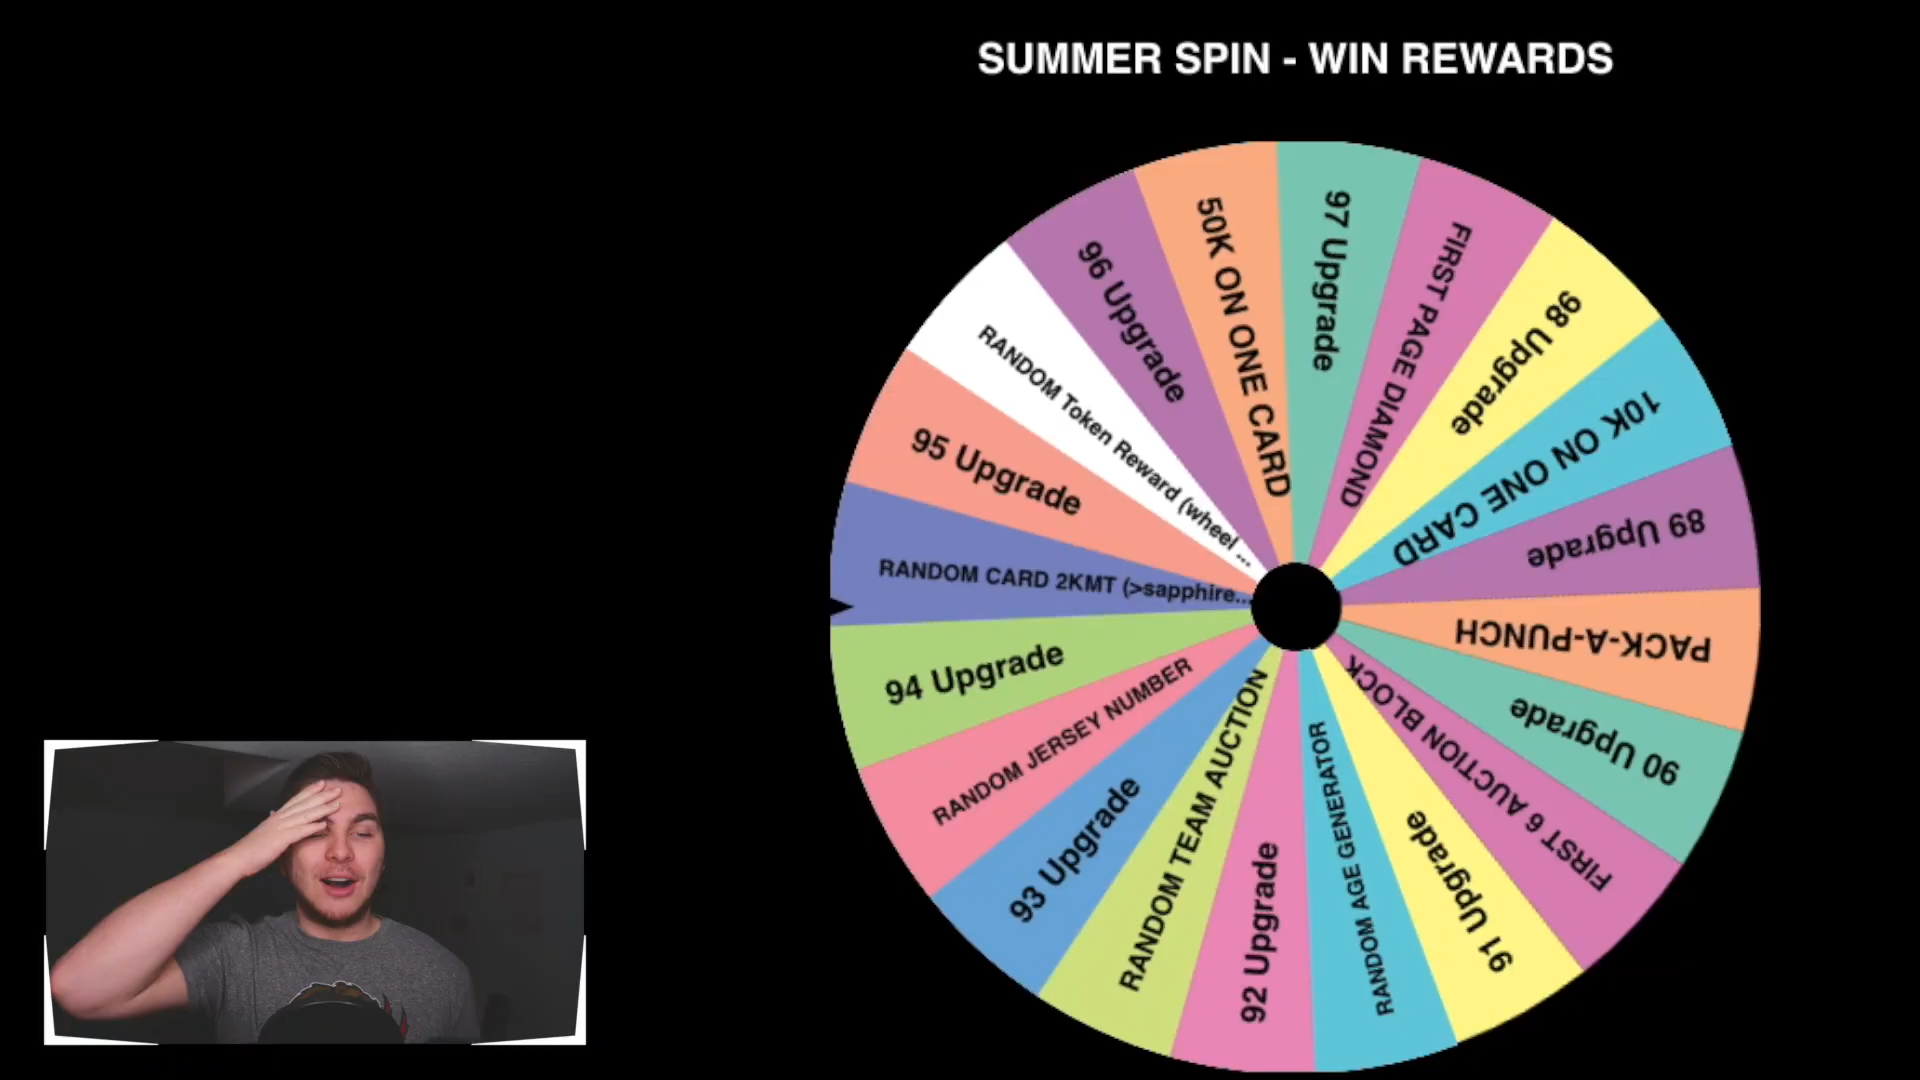 SUMMER SPIN - WIN REWARDS
97 Upgrade
FIRST PAGE DIAMOND
98 Upgrade
10K ON ONE CARD
89 Upgrade
PACK-A-PUNCH
90 Upgrade
FIRST 6 AUCTION BLOCK
91 Upgrade
RANDOM AGE GENERATOR
92 Upgrade
RANDOM TEAM AUCTION
93 Upgrade
RANDOM JERSEY NUMBER
94 Upgrade
RANDOM CARD 2KMT (>sapphire...
95 Upgrade
RANDOM Token Reward (wheel ...
96 Upgrade
50K ON ONE CARD